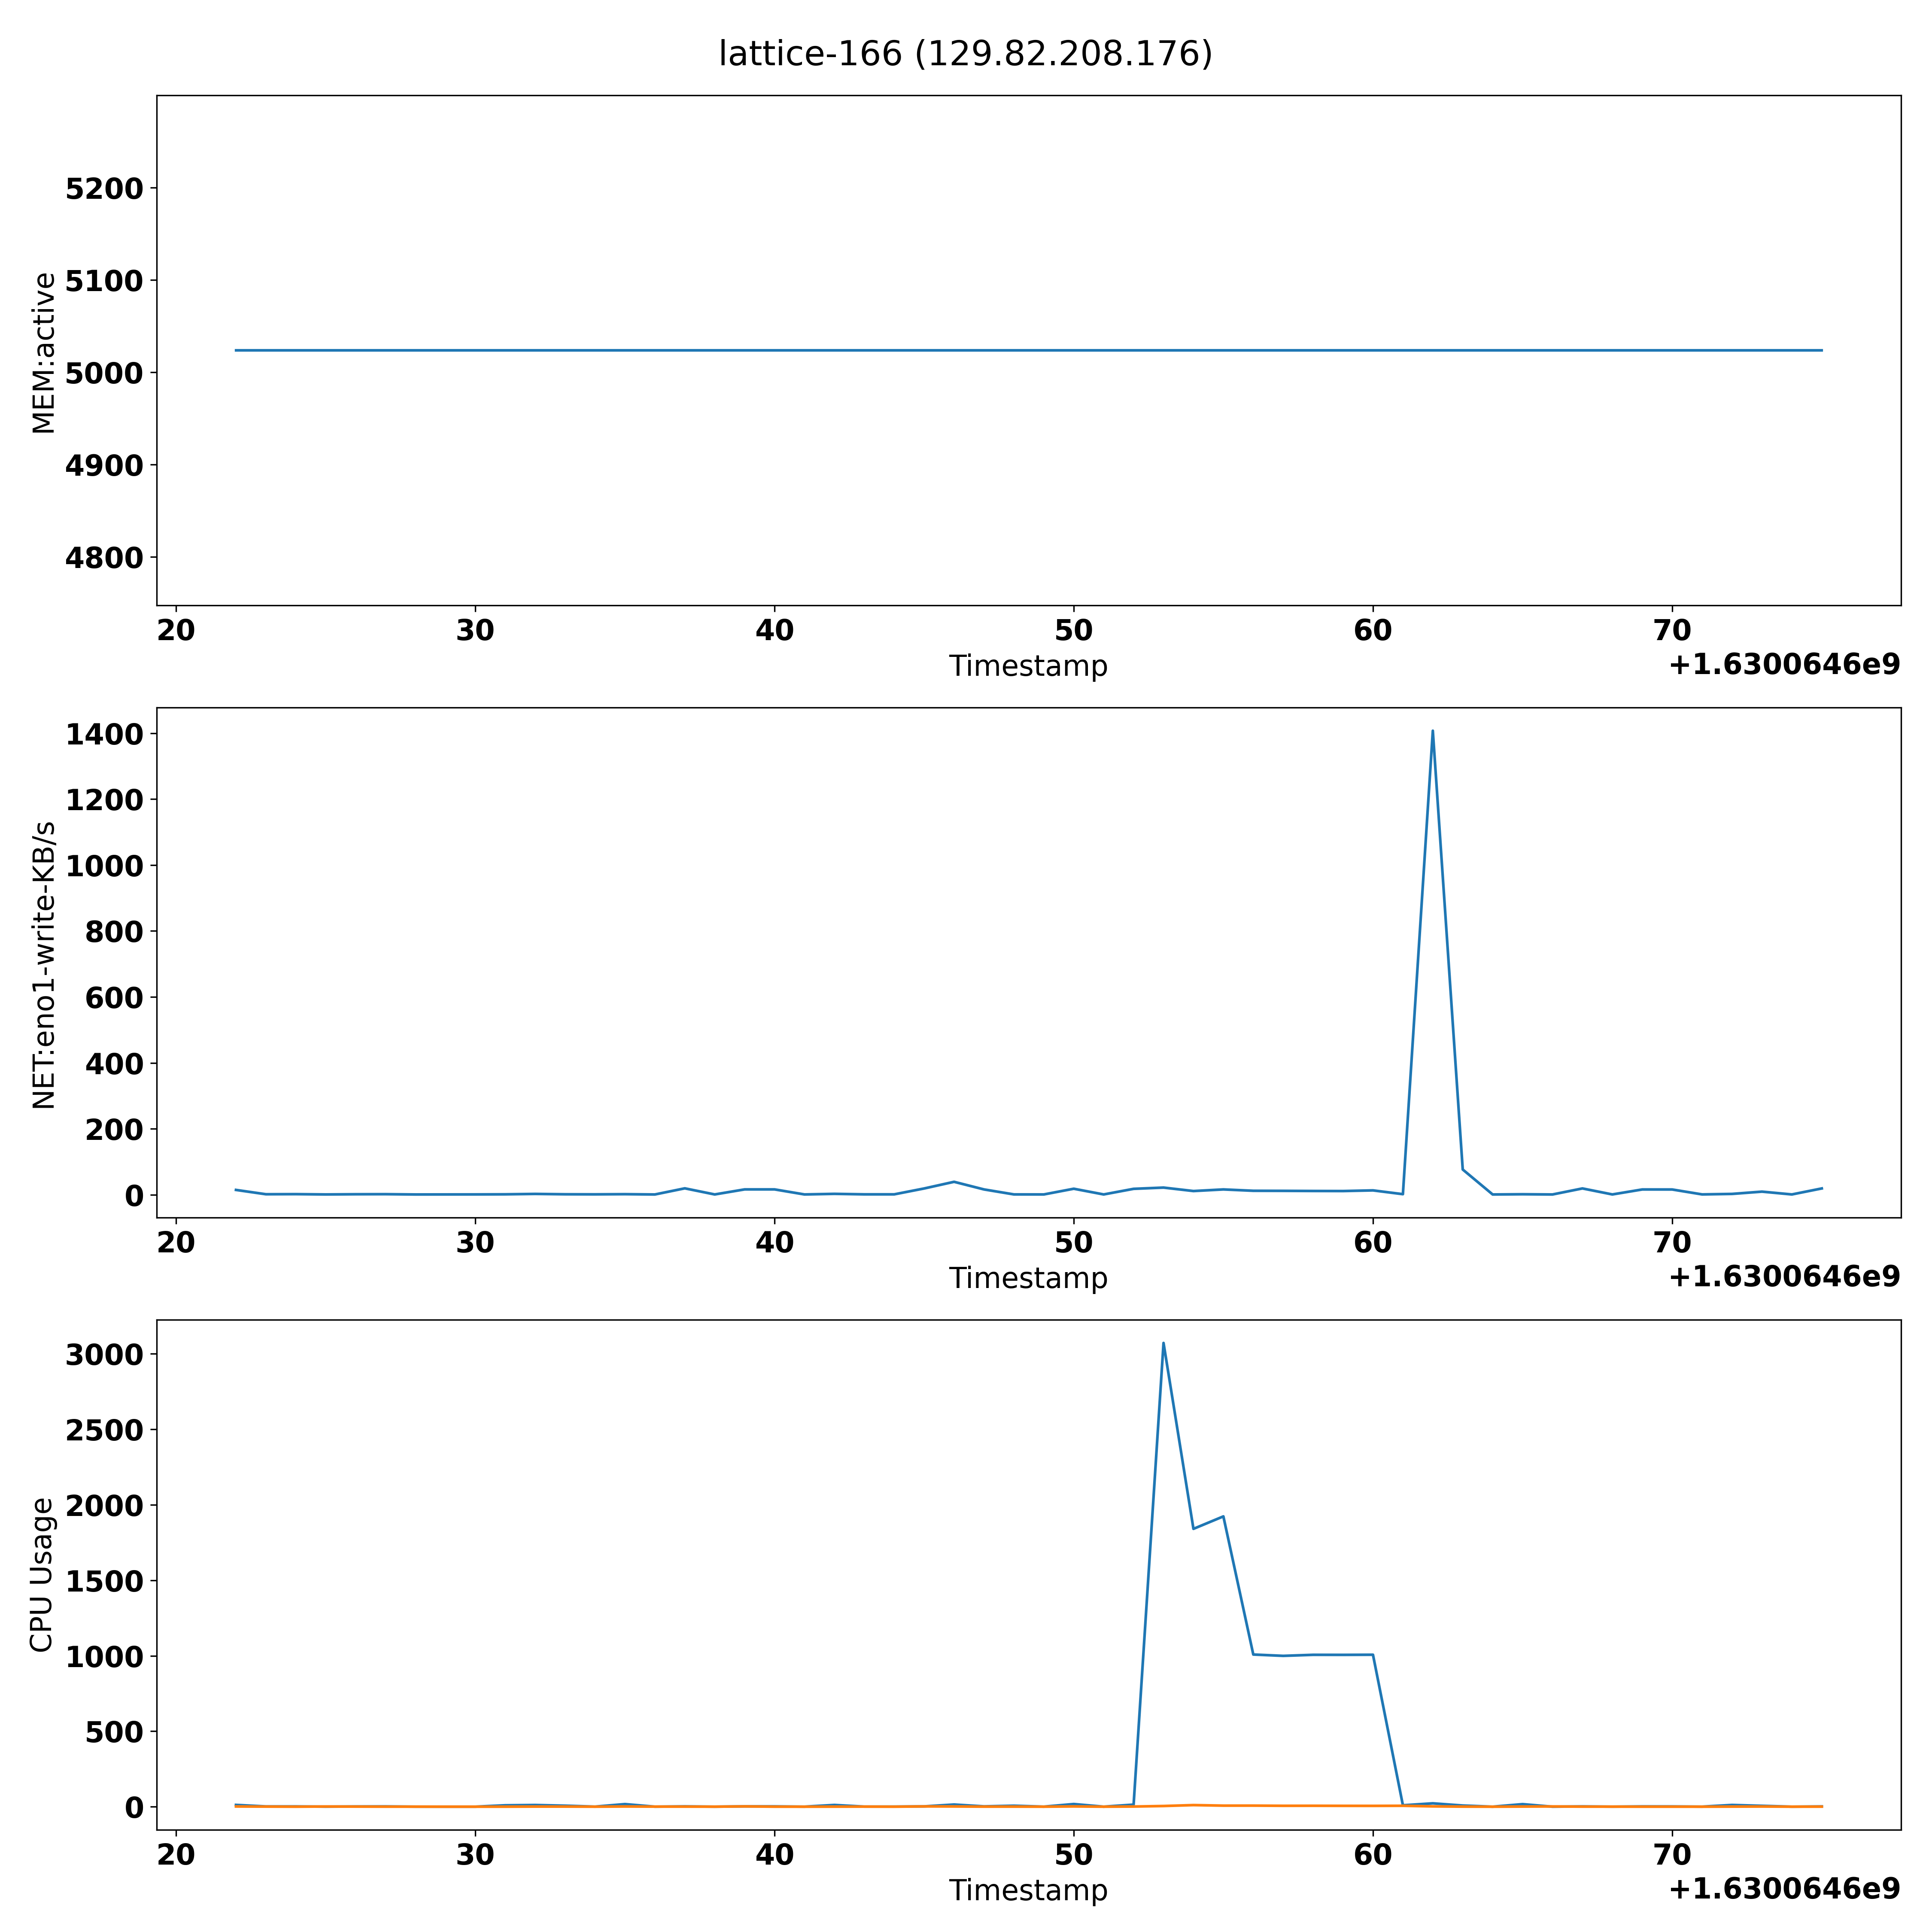 lattice-166 (129.82.208.176)
5200
5100
5000
4900
4800
MEM:active
20 30 40 50 60 70
Timestamp
+1.6300646e9
1400
1200
1000
800
600
400
200
0
NET:eno1-write-KB/s
20 30 40 50 60 70
Timestamp
+1.6300646e9
3000
2500
2000
1500
1000
500
0
CPU Usage
20 30 40 50 60 70
Timestamp
+1.6300646e9